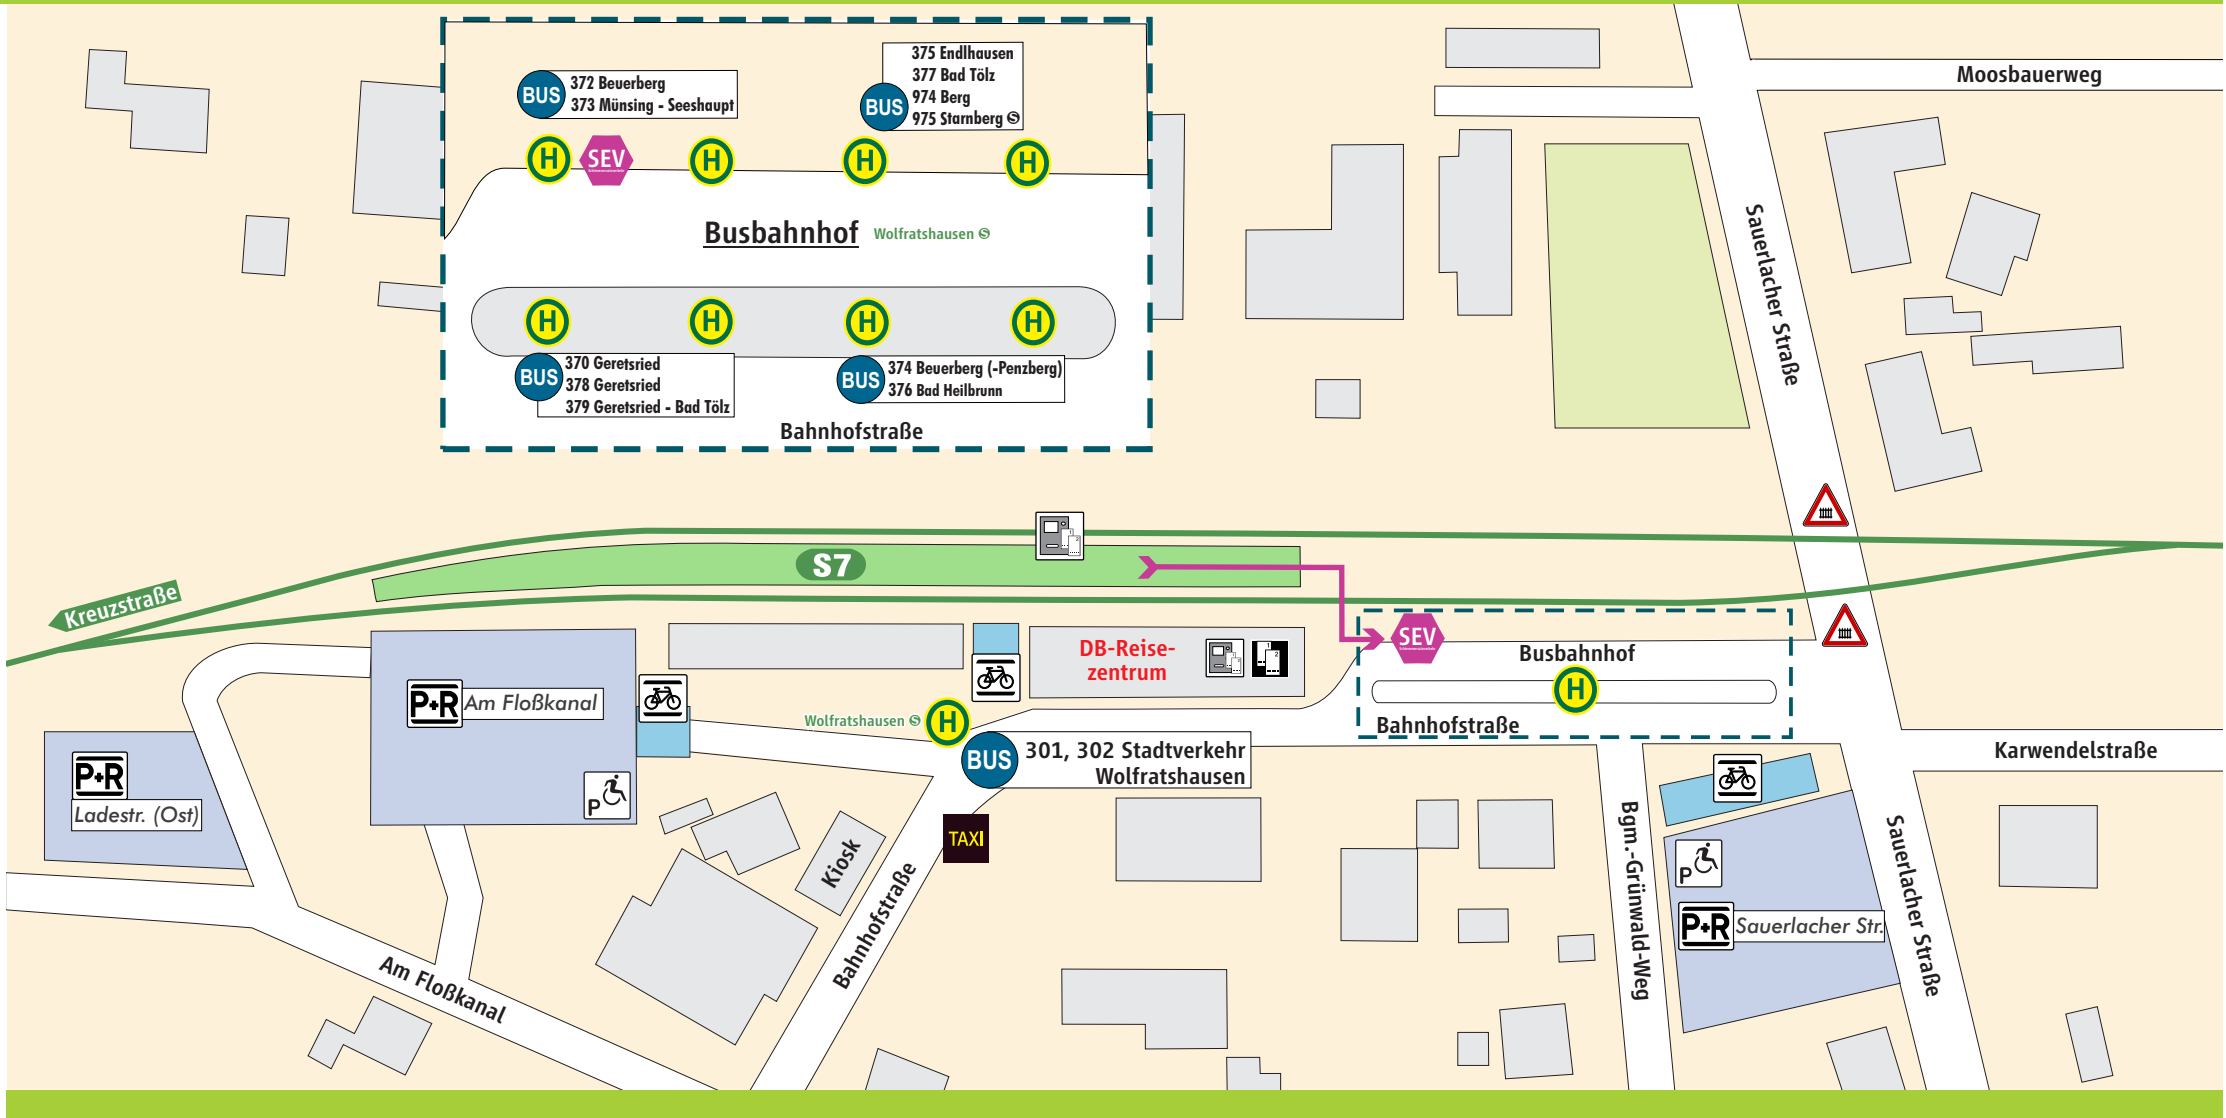 BUS
372 Beuerberg
373 Münsing - Seeshaupt
BUS
375 Endlhausen
377 Bad Tölz
974 Berg
975 Starnberg S
H
SEV
H
H
H
Busbahnhof
Wolfratshausen S
H
H
H
H
BUS
370 Geretsried
378 Geretsried
379 Geretsried - Bad Tölz
BUS
374 Beuerberg (-Penzberg)
376 Bad Heilbrunn
Bahnhofstraße
Moosbauerweg
Sauerlacher Straße
S7
Kreuzstraße
DB-Reise-
zentrum
SEV
Busbahnhof
H
Bahnhofstraße
P+R
Am Floßkanal
Wolfratshausen S
H
BUS
301, 302 Stadtverkehr
Wolfratshausen
Karwendelstraße
P+R
Ladestr. (Ost)
P
TAXI
Kiosk
Bahnhofstraße
Am Floßkanal
Bgm.-Grünwald-Weg
P
P+R
Sauerlacher Str.
Sauerlacher Straße